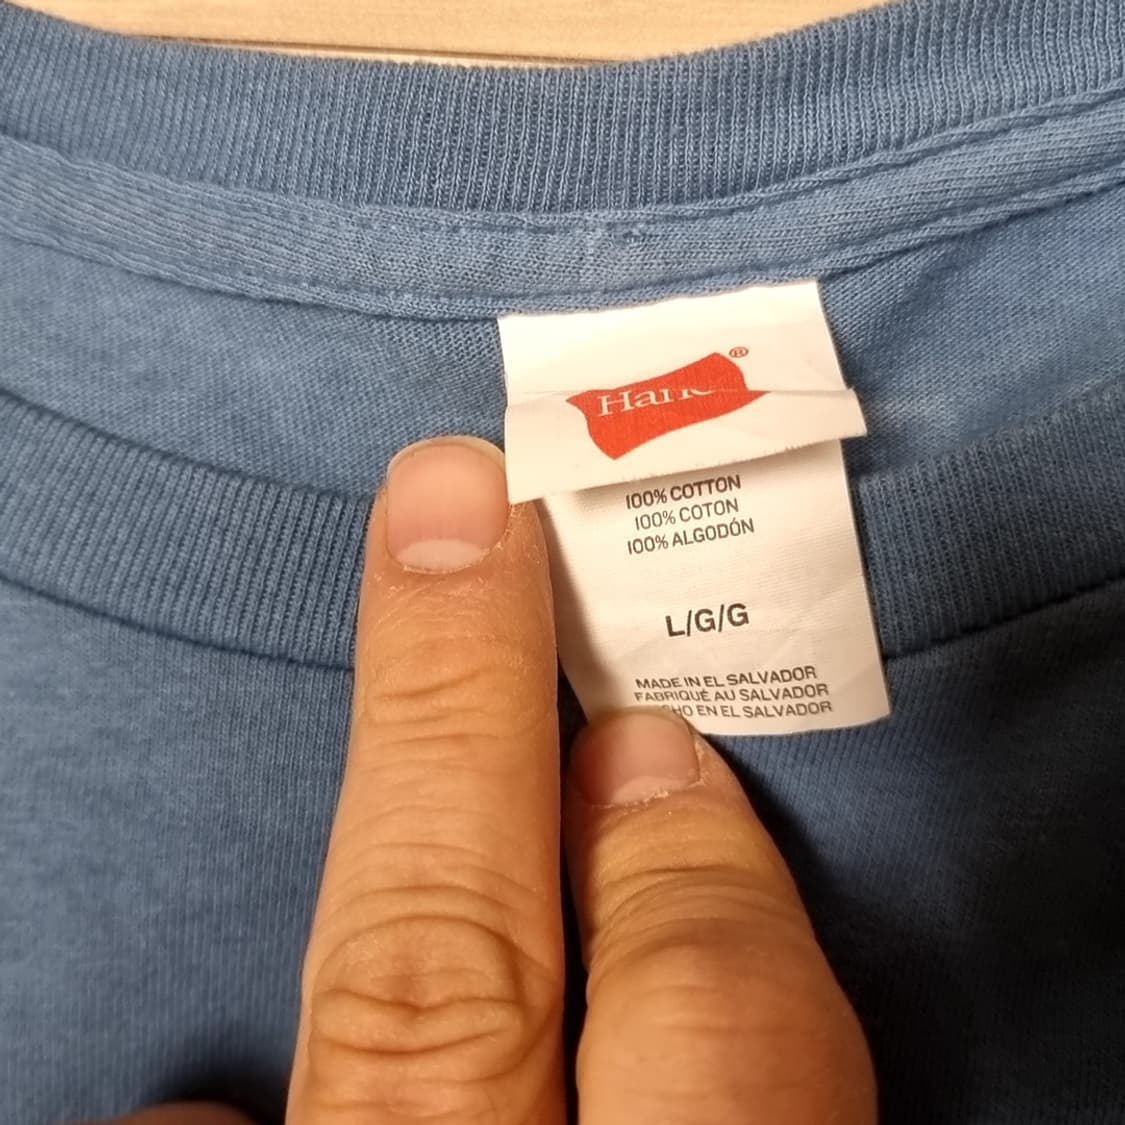 ®
100% COTTON
100% COTON
100% ALGODÓN
L/G/G
MADE IN EL SALVADOR
FABRIQUÉ AU SALVADOR
EN EL SALVADOR